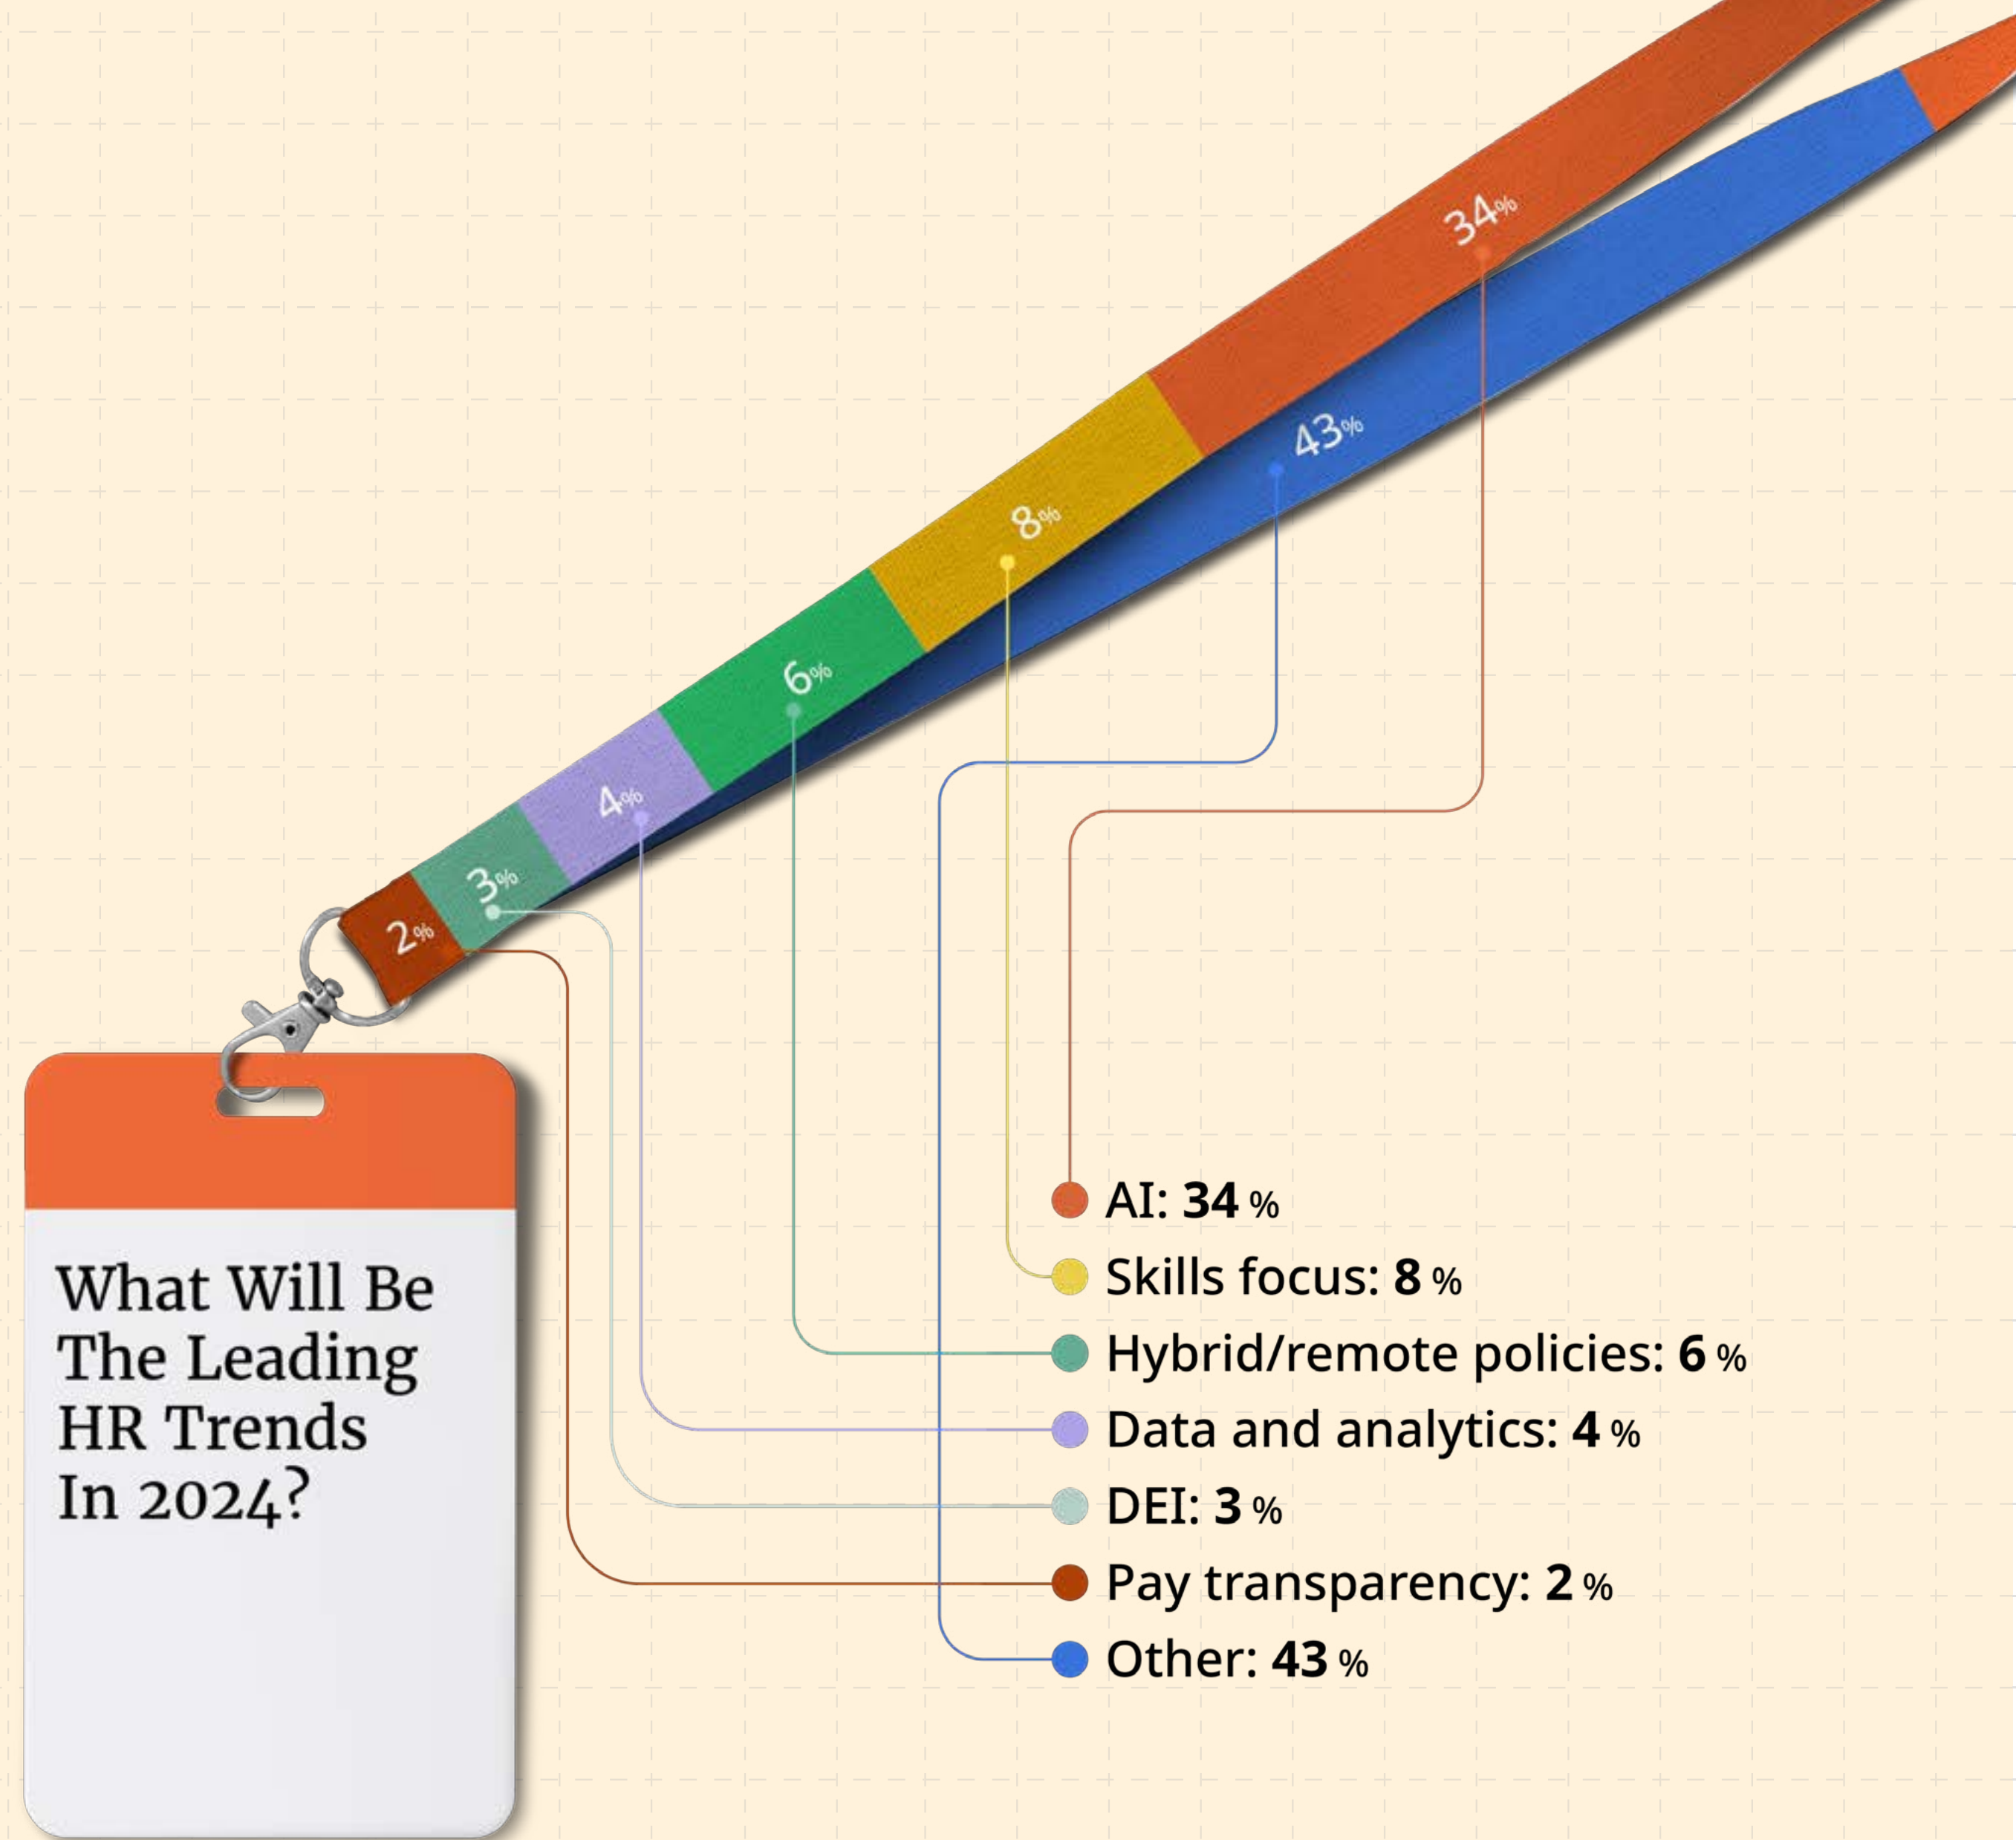 34%
43%
8%
6%
4%
3%
2%
What Will Be
The Leading
HR Trends
In 2024?
AI: 34 %
Skills focus: 8 %
Hybrid/remote policies: 6 %
Data and analytics: 4 %
DEI: 3 %
Pay transparency: 2 %
Other: 43 %